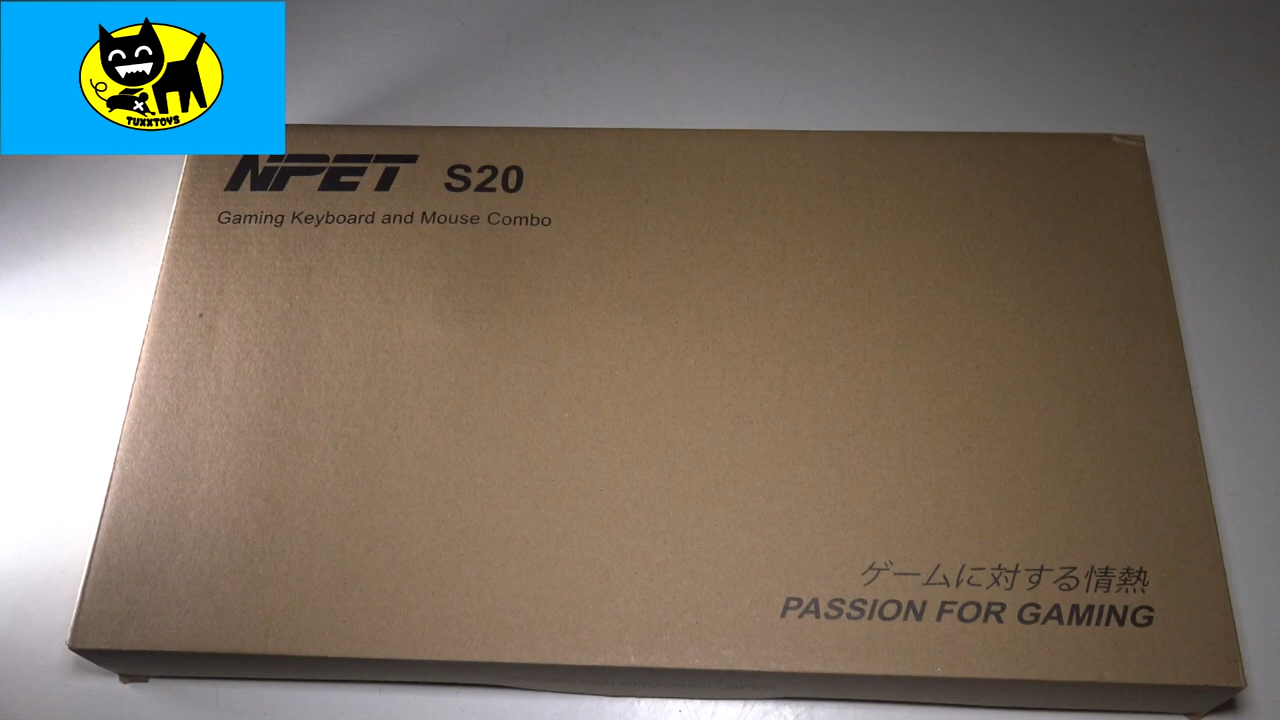 TUXXTOYS
NPET S20
Gaming Keyboard and Mouse Combo
ゲームに対する情熱
PASSION FOR GAMING